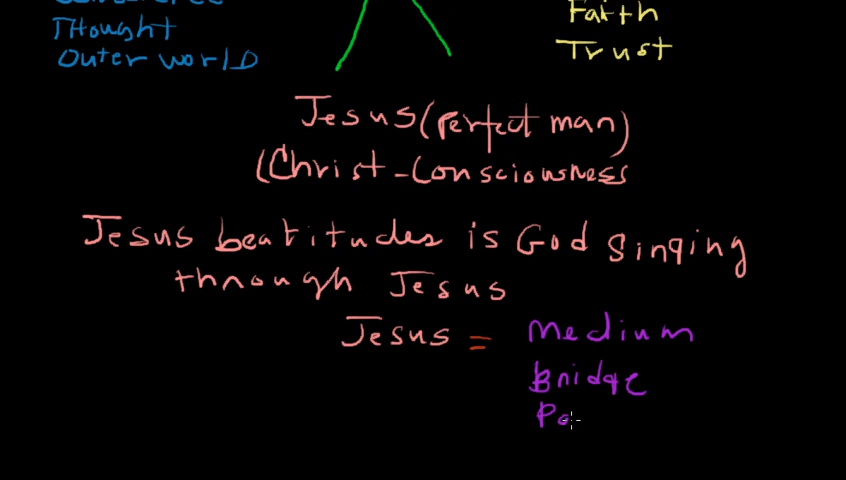 Faith
THought
Trust
Outer worlD
Jesus (Perfect man)
(Christ-Consciousness
Jesus beatitudes is God Singing
through Jesus
Jesus = Medium
Bridge
Pa